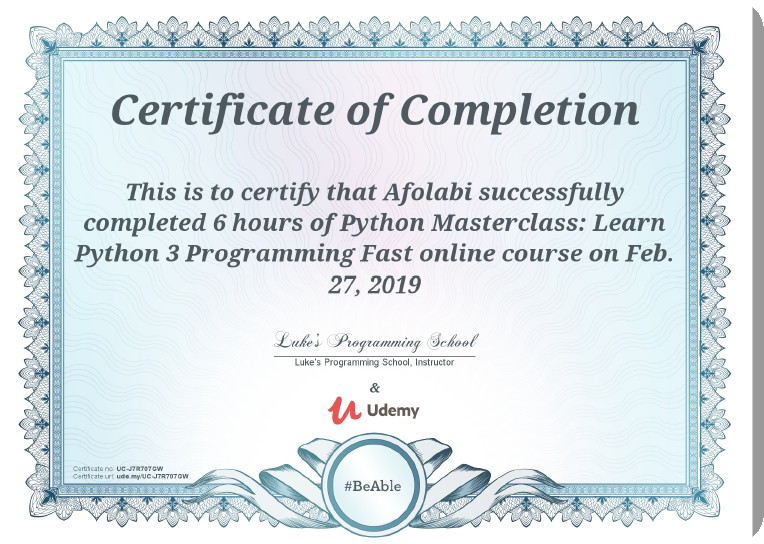 Certificate of Completion
This is to certify that Afolabi successfully
completed 6 hours of Python Masterclass: Learn
Python 3 Programming Fast online course on Feb.
27, 2019
Luke's Programming School
Luke's Programming School, Instructor
&
Udemy
Certificate no: UC-J7R707GW
Certificate url: ude.my/UC-J7R707GW
#BeAble